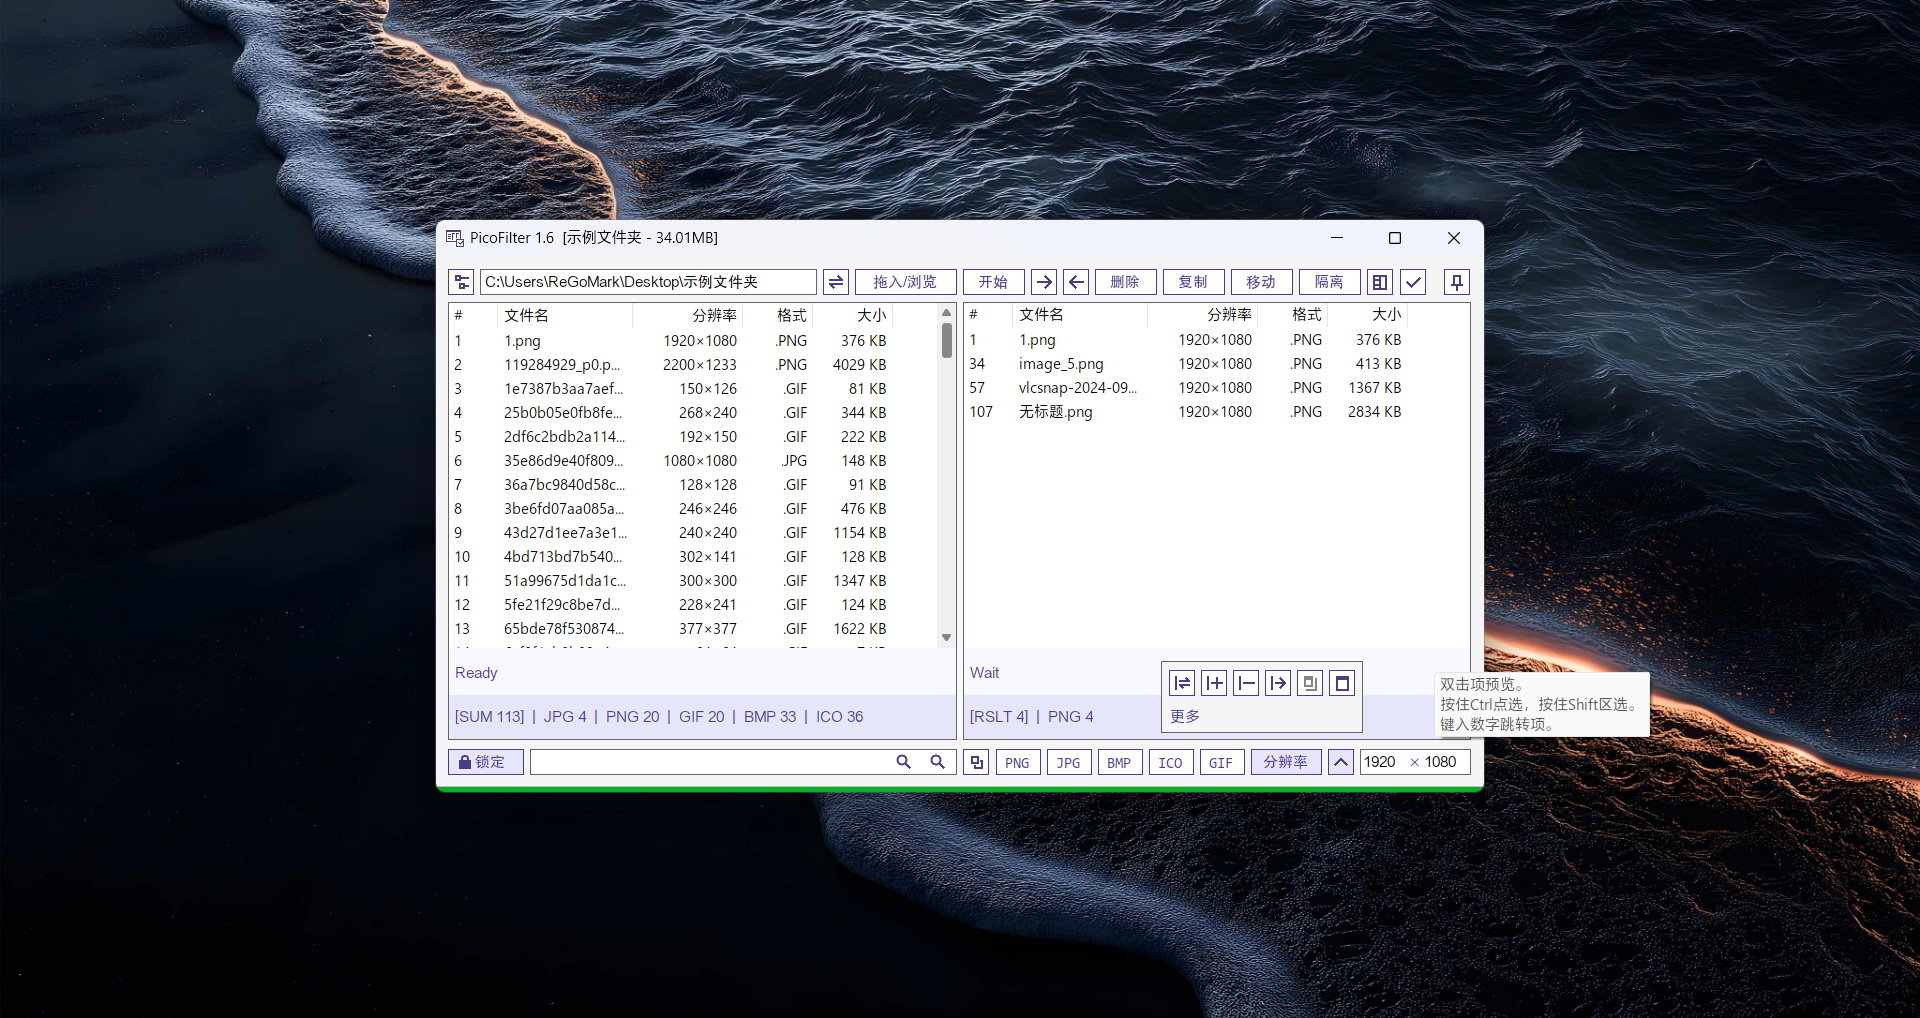 PicoFilter 1.6 [示例文件夹 - 34.01MB]
C:\Users\ReGoMark\Desktop\示例文件夹 拖入/浏览 开始 删除 复制 移动 隔离
# 文件名 分辨率 格式 大小
1 1.png 1920×1080 .PNG 376 KB
2 119284929_p0.p... 2200×1233 .PNG 4029 KB
3 1e7387b3aa7aef... 150×126 .GIF 81 KB
4 25b0b05e0fb8fe... 268×240 .GIF 344 KB
5 2df6c2bdb2a114... 192×150 .GIF 222 KB
6 35e86d9e40f809... 1080×1080 .JPG 148 KB
7 36a7bc9840d58c... 128×128 .GIF 91 KB
8 3be6fd07aa085a... 246×246 .GIF 476 KB
9 43d27d1ee7a3e1... 240×240 .GIF 1154 KB
10 4bd713bd7b540... 302×141 .GIF 128 KB
11 51a99675d1da1c... 300×300 .GIF 1347 KB
12 5fe21f29c8be7d... 228×241 .GIF 124 KB
13 65bde78f530874... 377×377 .GIF 1622 KB
Ready
[SUM 113] | JPG 4 | PNG 20 | GIF 20 | BMP 33 | ICO 36
# 文件名 分辨率 格式 大小
1 1.png 1920×1080 .PNG 376 KB
34 image_5.png 1920×1080 .PNG 413 KB
57 vlcsnap-2024-09... 1920×1080 .PNG 1367 KB
107 无标题.png 1920×1080 .PNG 2834 KB
Wait
[RSLT 4] | PNG 4
更多
双击项预览。
按住Ctrl点选，按住Shift区选。
键入数字跳转项。
锁定 PNG JPG BMP ICO GIF 分辨率 1920 × 1080